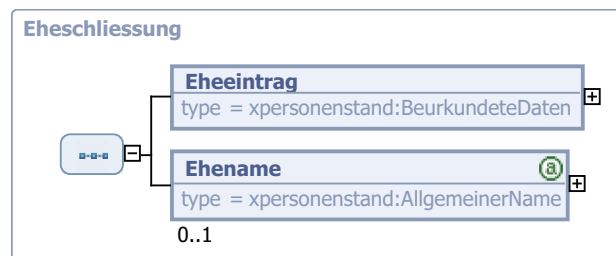 Eheschliessung
Eheeintrag
type = xpersonenstand:BeurkundeteDaten
Ehename @
type = xpersonenstand:AllgemeinerName
0..1